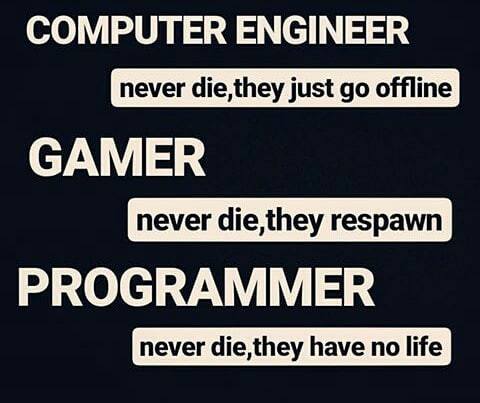 COMPUTER ENGINEER
never die,they just go offline
GAMER
never die,they respawn
PROGRAMMER
never die,they have no life